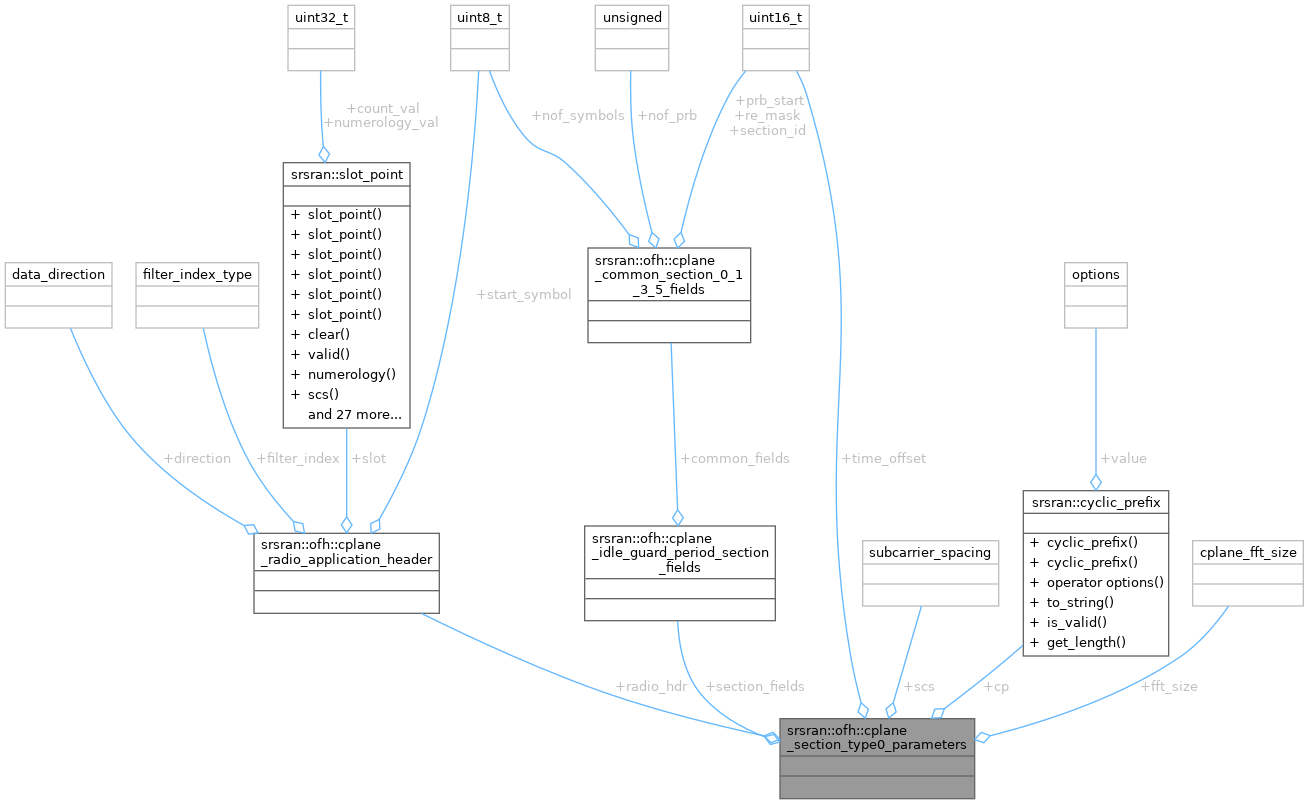 uint32_t
uint8_t
unsigned
uint16_t
+count_val
+numerology_val
+nof_symbols
+nof_prb
+prb_start
+re_mask
+section_id
srsran::slot_point
+ slot_point()
+ slot_point()
+ slot_point()
+ slot_point()
+ slot_point()
+ slot_point()
+ clear()
+ valid()
+ numerology()
+ scs()
and 27 more...
srsran::ofh::cplane
_common_section_0_1
_3_5_fields
data_direction
filter_index_type
options
+start_symbol
+direction
+filter_index
+slot
+common_fields
+time_offset
+value
srsran::ofh::cplane
_radio_application_header
srsran::ofh::cplane
_idle_guard_period_section
_fields
subcarrier_spacing
srsran::cyclic_prefix
+ cyclic_prefix()
+ cyclic_prefix()
+ operator options()
+ to_string()
+ is_valid()
+ get_length()
cplane_fft_size
+radio_hdr
+section_fields
+scs
+cp
+fft_size
srsran::ofh::cplane
_section_type0_parameters